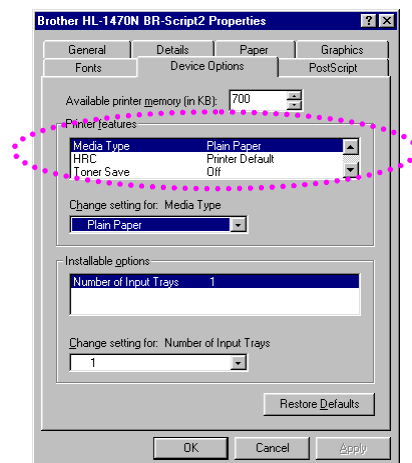 Brother HL-1470N BR-Script2 Properties
General Details Paper Graphics
Fonts Device Options PostScript
Available printer memory (in KB): 700
Printer features
Media Type Plain Paper
HRC Printer Default
Toner Save Off
Change setting for: Media Type
Plain Paper
Installable options
Number of Input Trays 1
Change setting for: Number of Input Trays
1
Restore Defaults
OK Cancel Apply